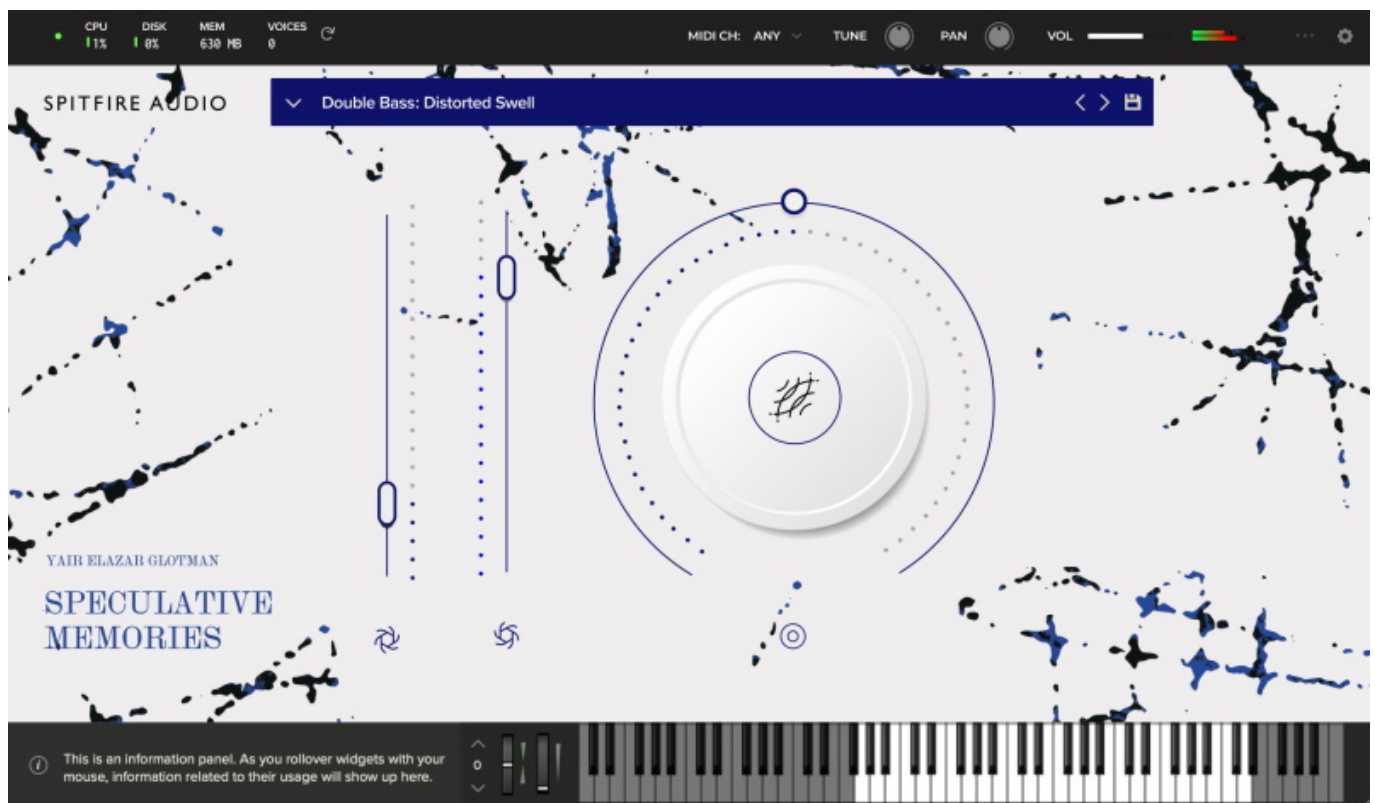 CPU DISK MEM VOICES
1% 0% 630 MB 0
MIDI CH: ANY TUNE PAN VOL
SPITFIRE AUDIO
Double Bass: Distorted Swell
YAIR ELAZAR GLOTMAN
SPECULATIVE
MEMORIES
This is an information panel. As you rollover widgets with your
mouse, information related to their usage will show up here.
0